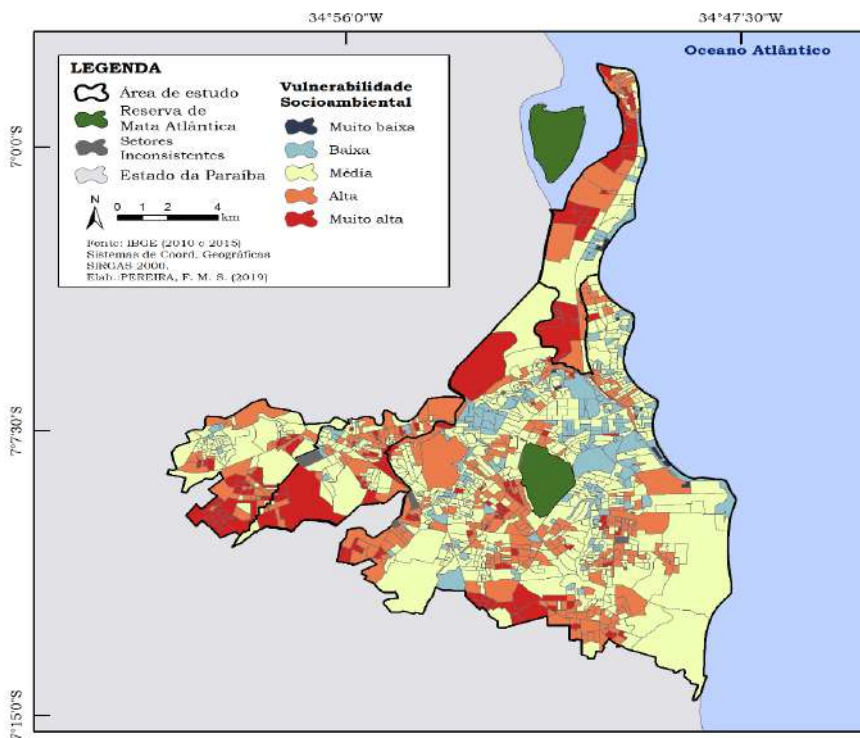 34°56'0"W
34°47'30"W
Oceano Atlântico
LEGENDA
Área de estudo
Reserva de
Mata Atlântica
Setores
Inconsistentes
Estado da Paraíba
N
0 1 2 4
km
Fonte: IBGE (2010 e 2015)
Sistemas de Coord. Geográficas
SIRGAS 2000.
Elab.:PEREIRA, F. M. S. (2019)
Vulnerabilidade
Socioambiental
Muito baixa
Baixa
Média
Alta
Muito alta
7°0'0"S
7°7'30"S
7°15'0"S